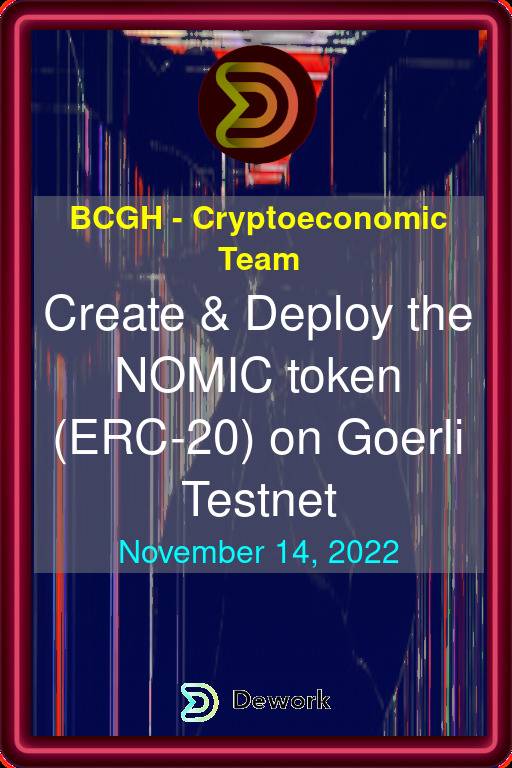 BCGH - Cryptoeconomic
Team
Create & Deploy the
NOMIC token
(ERC-20) on Goerli
Testnet
November 14, 2022
Dework